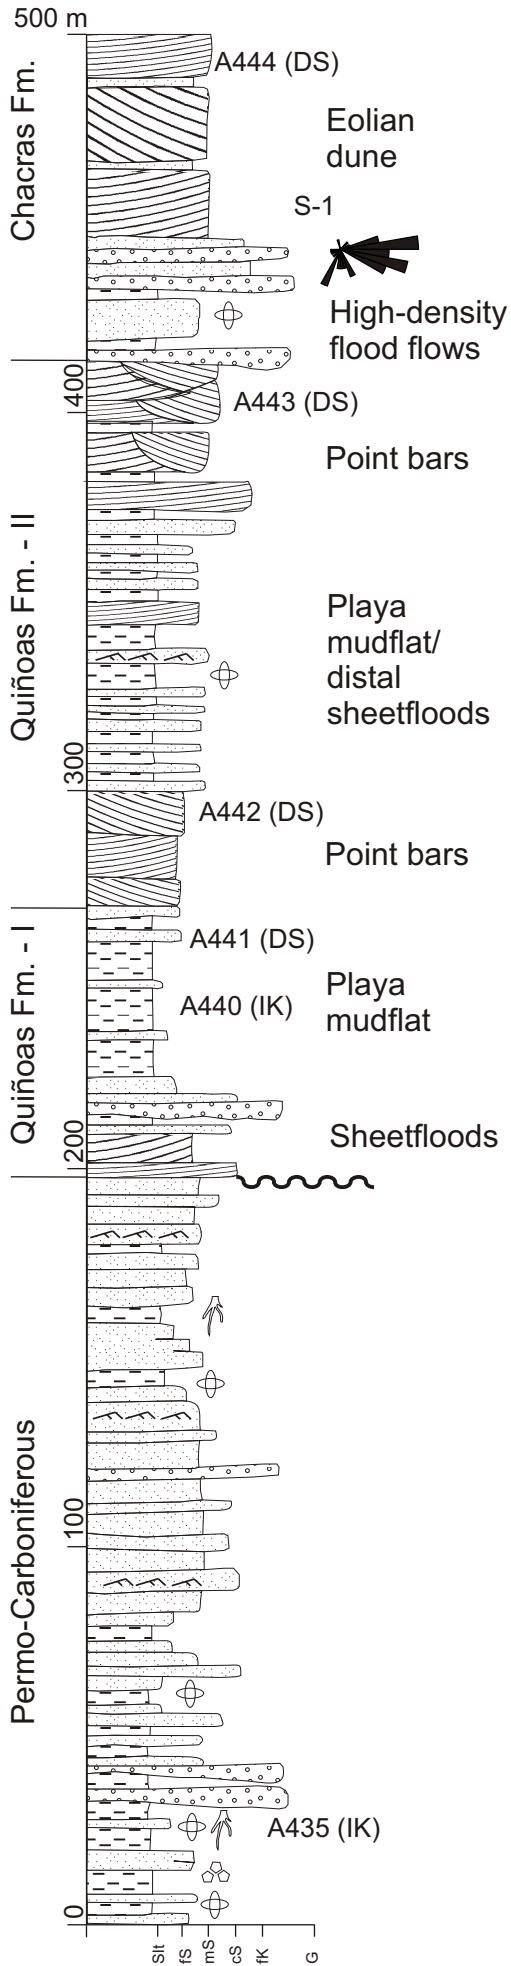 500 m
Chacras Fm.
A444 (DS)
Eolian
dune
S-1
High-density
flood flows
400
A443 (DS)
Point bars
Quiñoas Fm. - II
Playa
mudflat/
distal
sheetfloods
300
A442 (DS)
Point bars
Quiñoas Fm. - I
A441 (DS)
A440 (IK)
Playa
mudflat
200
Sheetfloods
Permo-Carboniferous
100
A435 (IK)
0
Slt
fS
mS
cS
fK
G